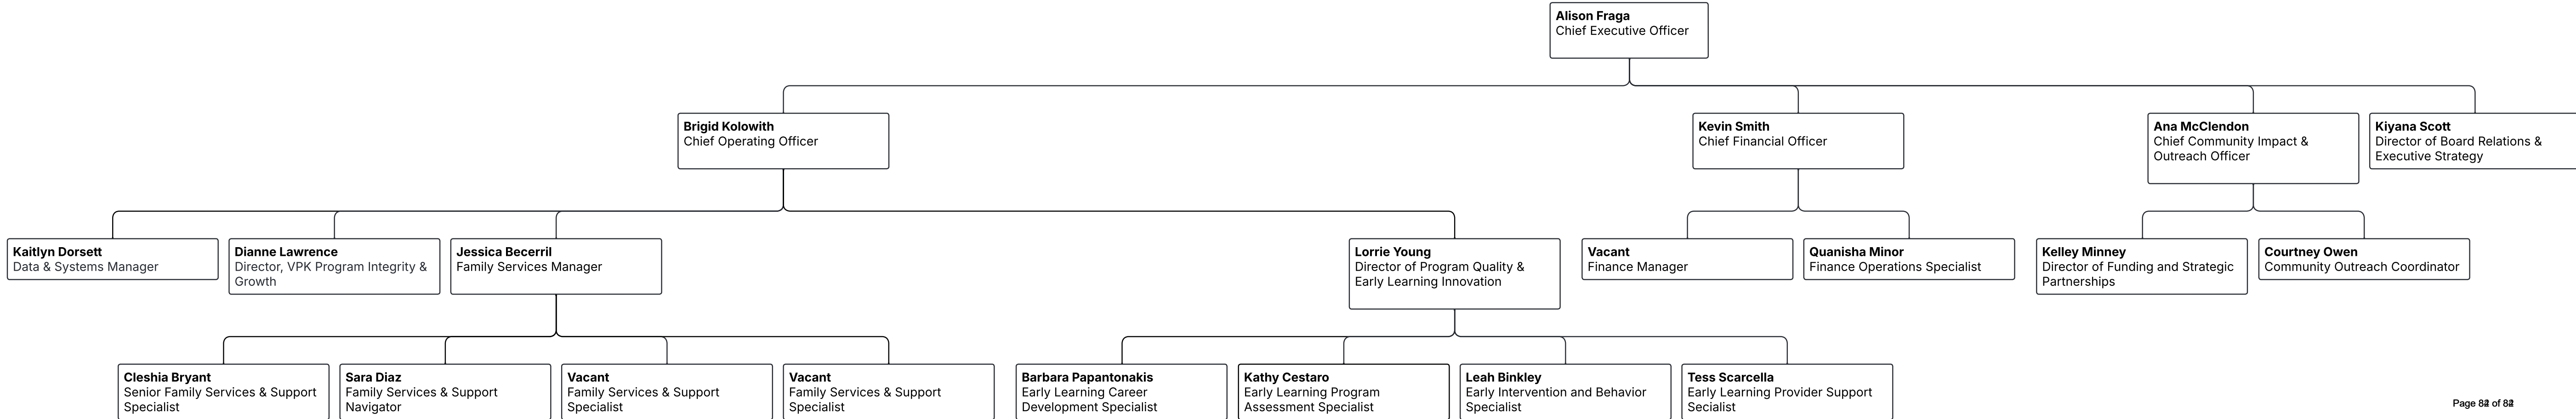 Alison Fraga
Chief Executive Officer
Brigid Kolowith
Chief Operating Officer
Kevin Smith
Chief Financial Officer
Ana McClendon
Chief Community Impact &
Outreach Officer
Kiyana Scott
Director of Board Relations &
Executive Strategy
Kaitlyn Dorsett
Data & Systems Manager
Dianne Lawrence
Director, VPK Program Integrity &
Growth
Jessica Becerril
Family Services Manager
Lorrie Young
Director of Program Quality &
Early Learning Innovation
Vacant
Finance Manager
Quanisha Minor
Finance Operations Specialist
Kelley Minney
Director of Funding and Strategic
Partnerships
Courtney Owen
Community Outreach Coordinator
Cleshia Bryant
Senior Family Services & Support
Specialist
Sara Diaz
Family Services & Support
Navigator
Vacant
Family Services & Support
Specialist
Vacant
Family Services & Support
Specialist
Barbara Papantonakis
Early Learning Career
Development Specialist
Kathy Cestaro
Early Learning Program
Assessment Specialist
Leah Binkley
Early Intervention and Behavior
Specialist
Tess Scarcella
Early Learning Provider Support
Secialist
Page of